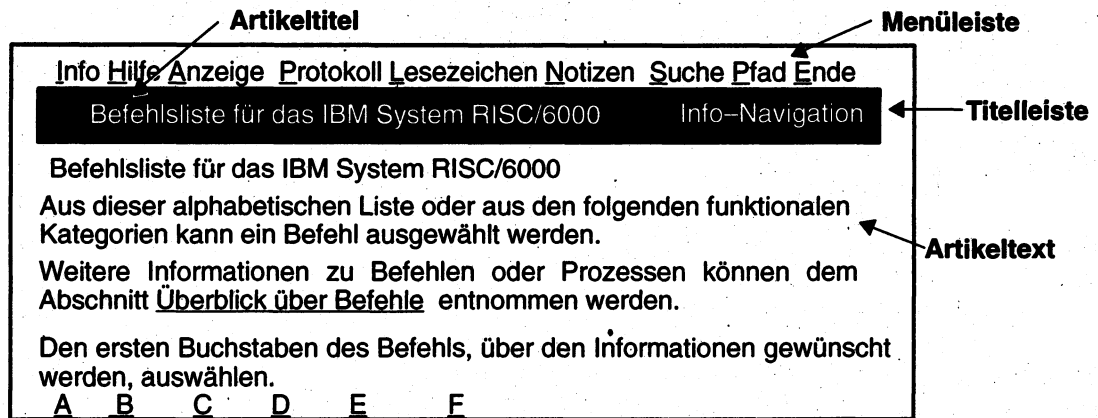 Artikeltitel Menüleiste
Info Hilfe Anzeige Protokoll Lesezeichen Notizen Suche Pfad Ende
Befehlsliste für das IBM System RISC/6000 Info–Navigation Titelleiste
Befehlsliste für das IBM System RISC/6000
Aus dieser alphabetischen Liste oder aus den folgenden funktionalen
Kategorien kann ein Befehl ausgewählt werden.
Artikeltext
Weitere Informationen zu Befehlen oder Prozessen können dem
Abschnitt Überblick über Befehle entnommen werden.
Den ersten Buchstaben des Befehls, über den Informationen gewünscht
werden, auswählen.
A B C D E F